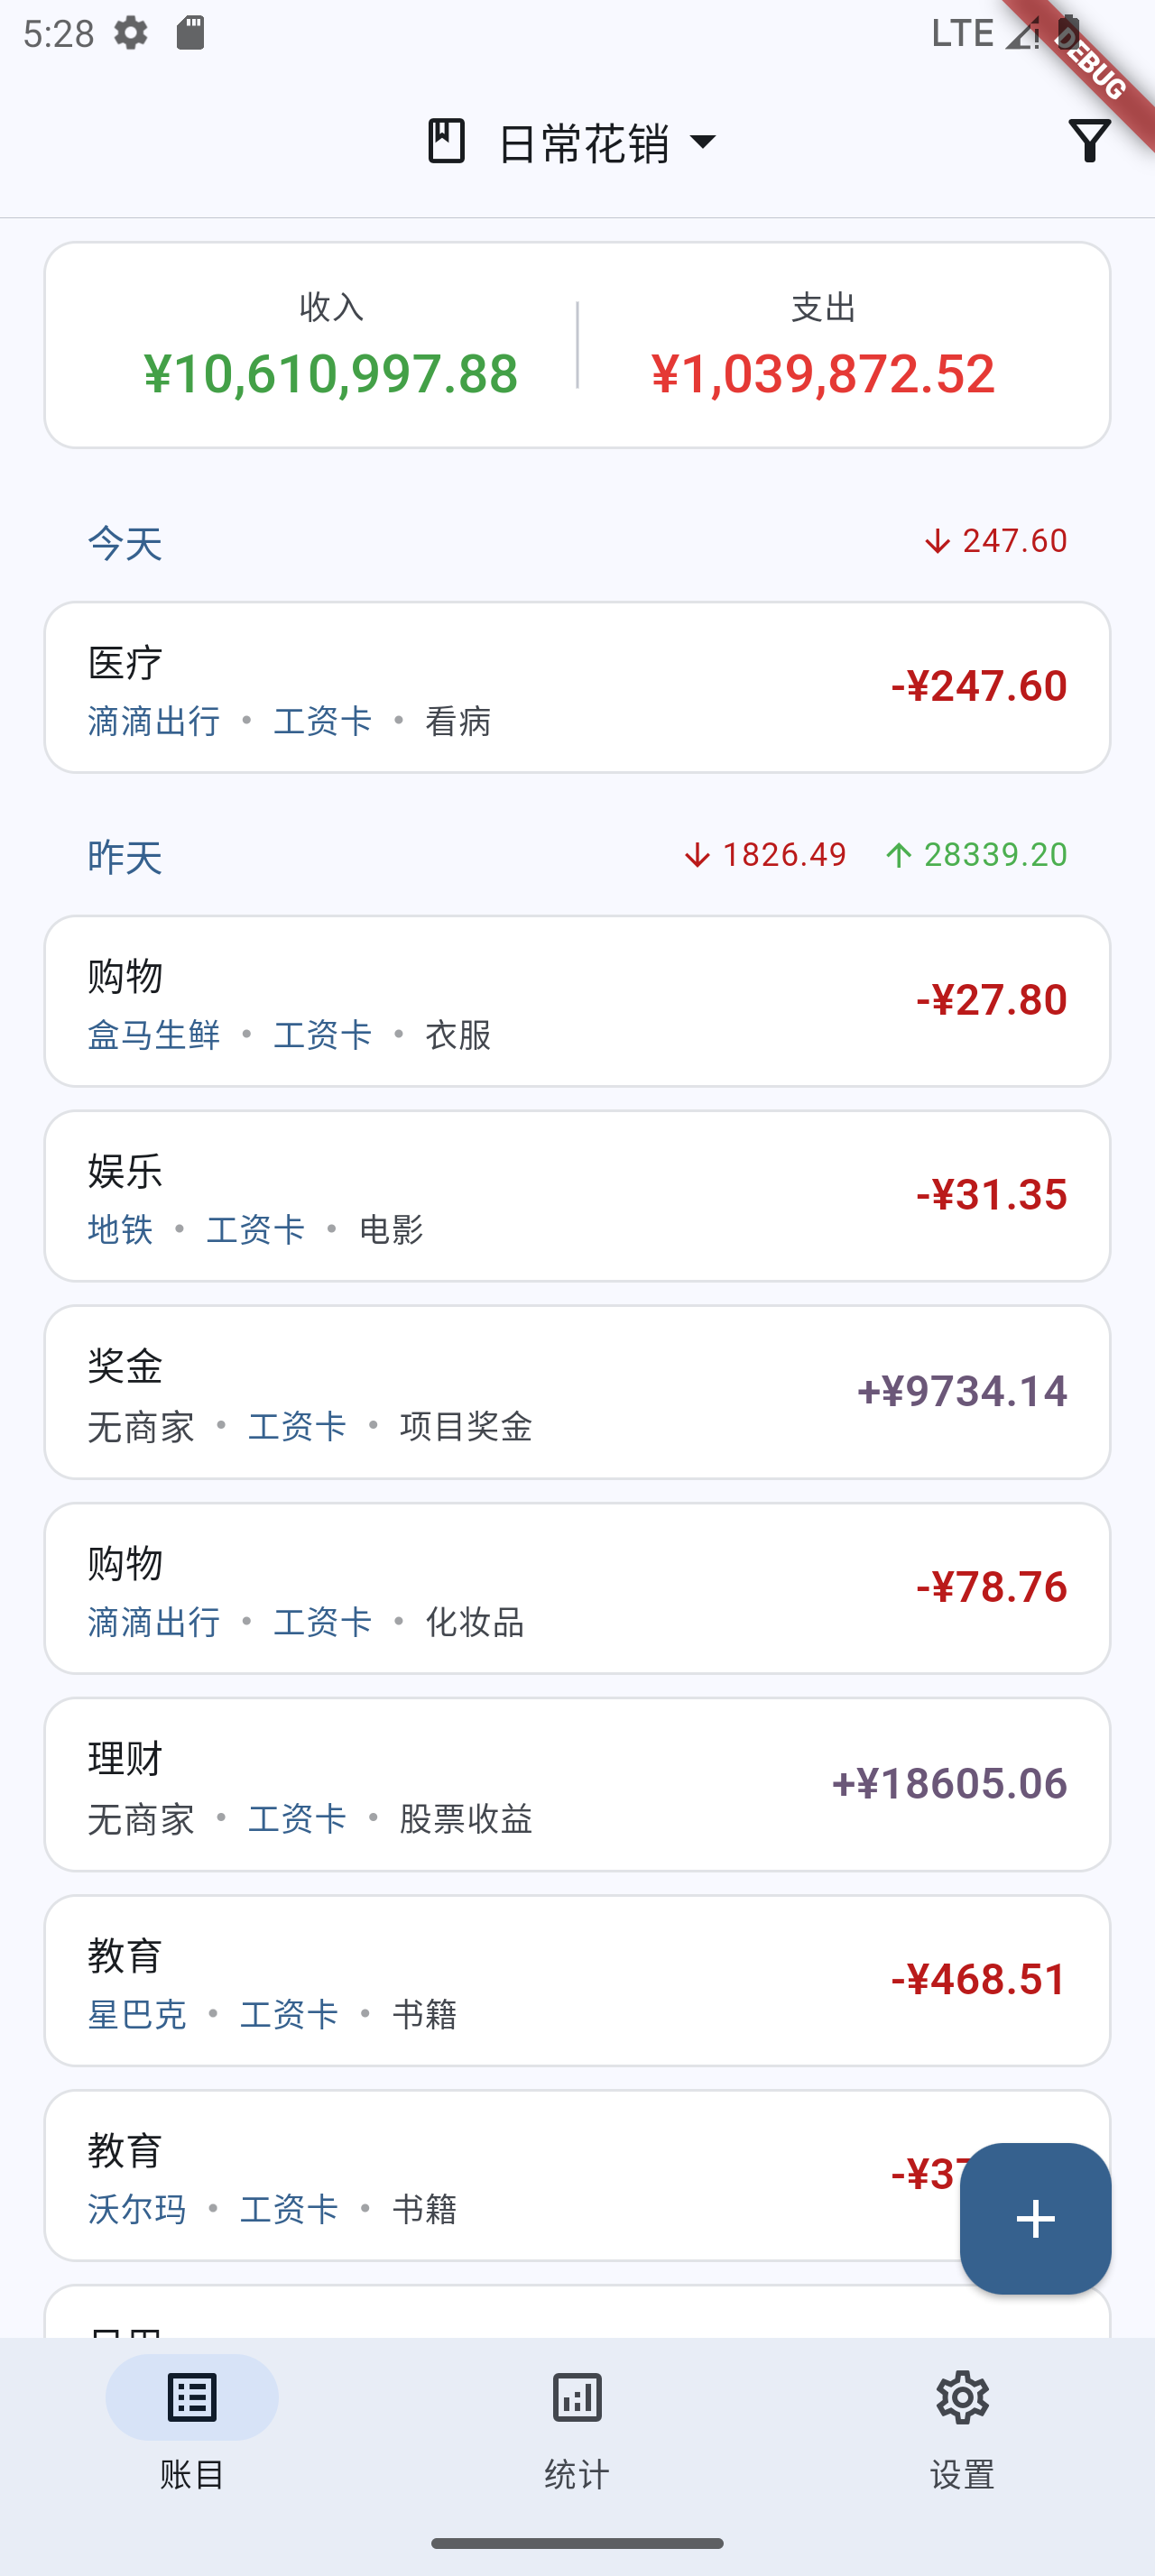 5:28
LTE
DEBUG
日常花销
收入
支出
¥10,610,997.88
¥1,039,872.52
今天
↓ 247.60
医疗
-¥247.60
滴滴出行 • 工资卡 • 看病
昨天
↓ 1826.49 ↑ 28339.20
购物
-¥27.80
盒马生鲜 • 工资卡 • 衣服
娱乐
-¥31.35
地铁 • 工资卡 • 电影
奖金
+¥9734.14
无商家 • 工资卡 • 项目奖金
购物
-¥78.76
滴滴出行 • 工资卡 • 化妆品
理财
+¥18605.06
无商家 • 工资卡 • 股票收益
教育
-¥468.51
星巴克 • 工资卡 • 书籍
教育
-¥37
沃尔玛 • 工资卡 • 书籍
账目
统计
设置